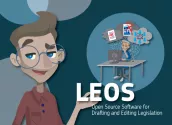 LEOS
Open Source Software for
Drafting and Editing Legislation